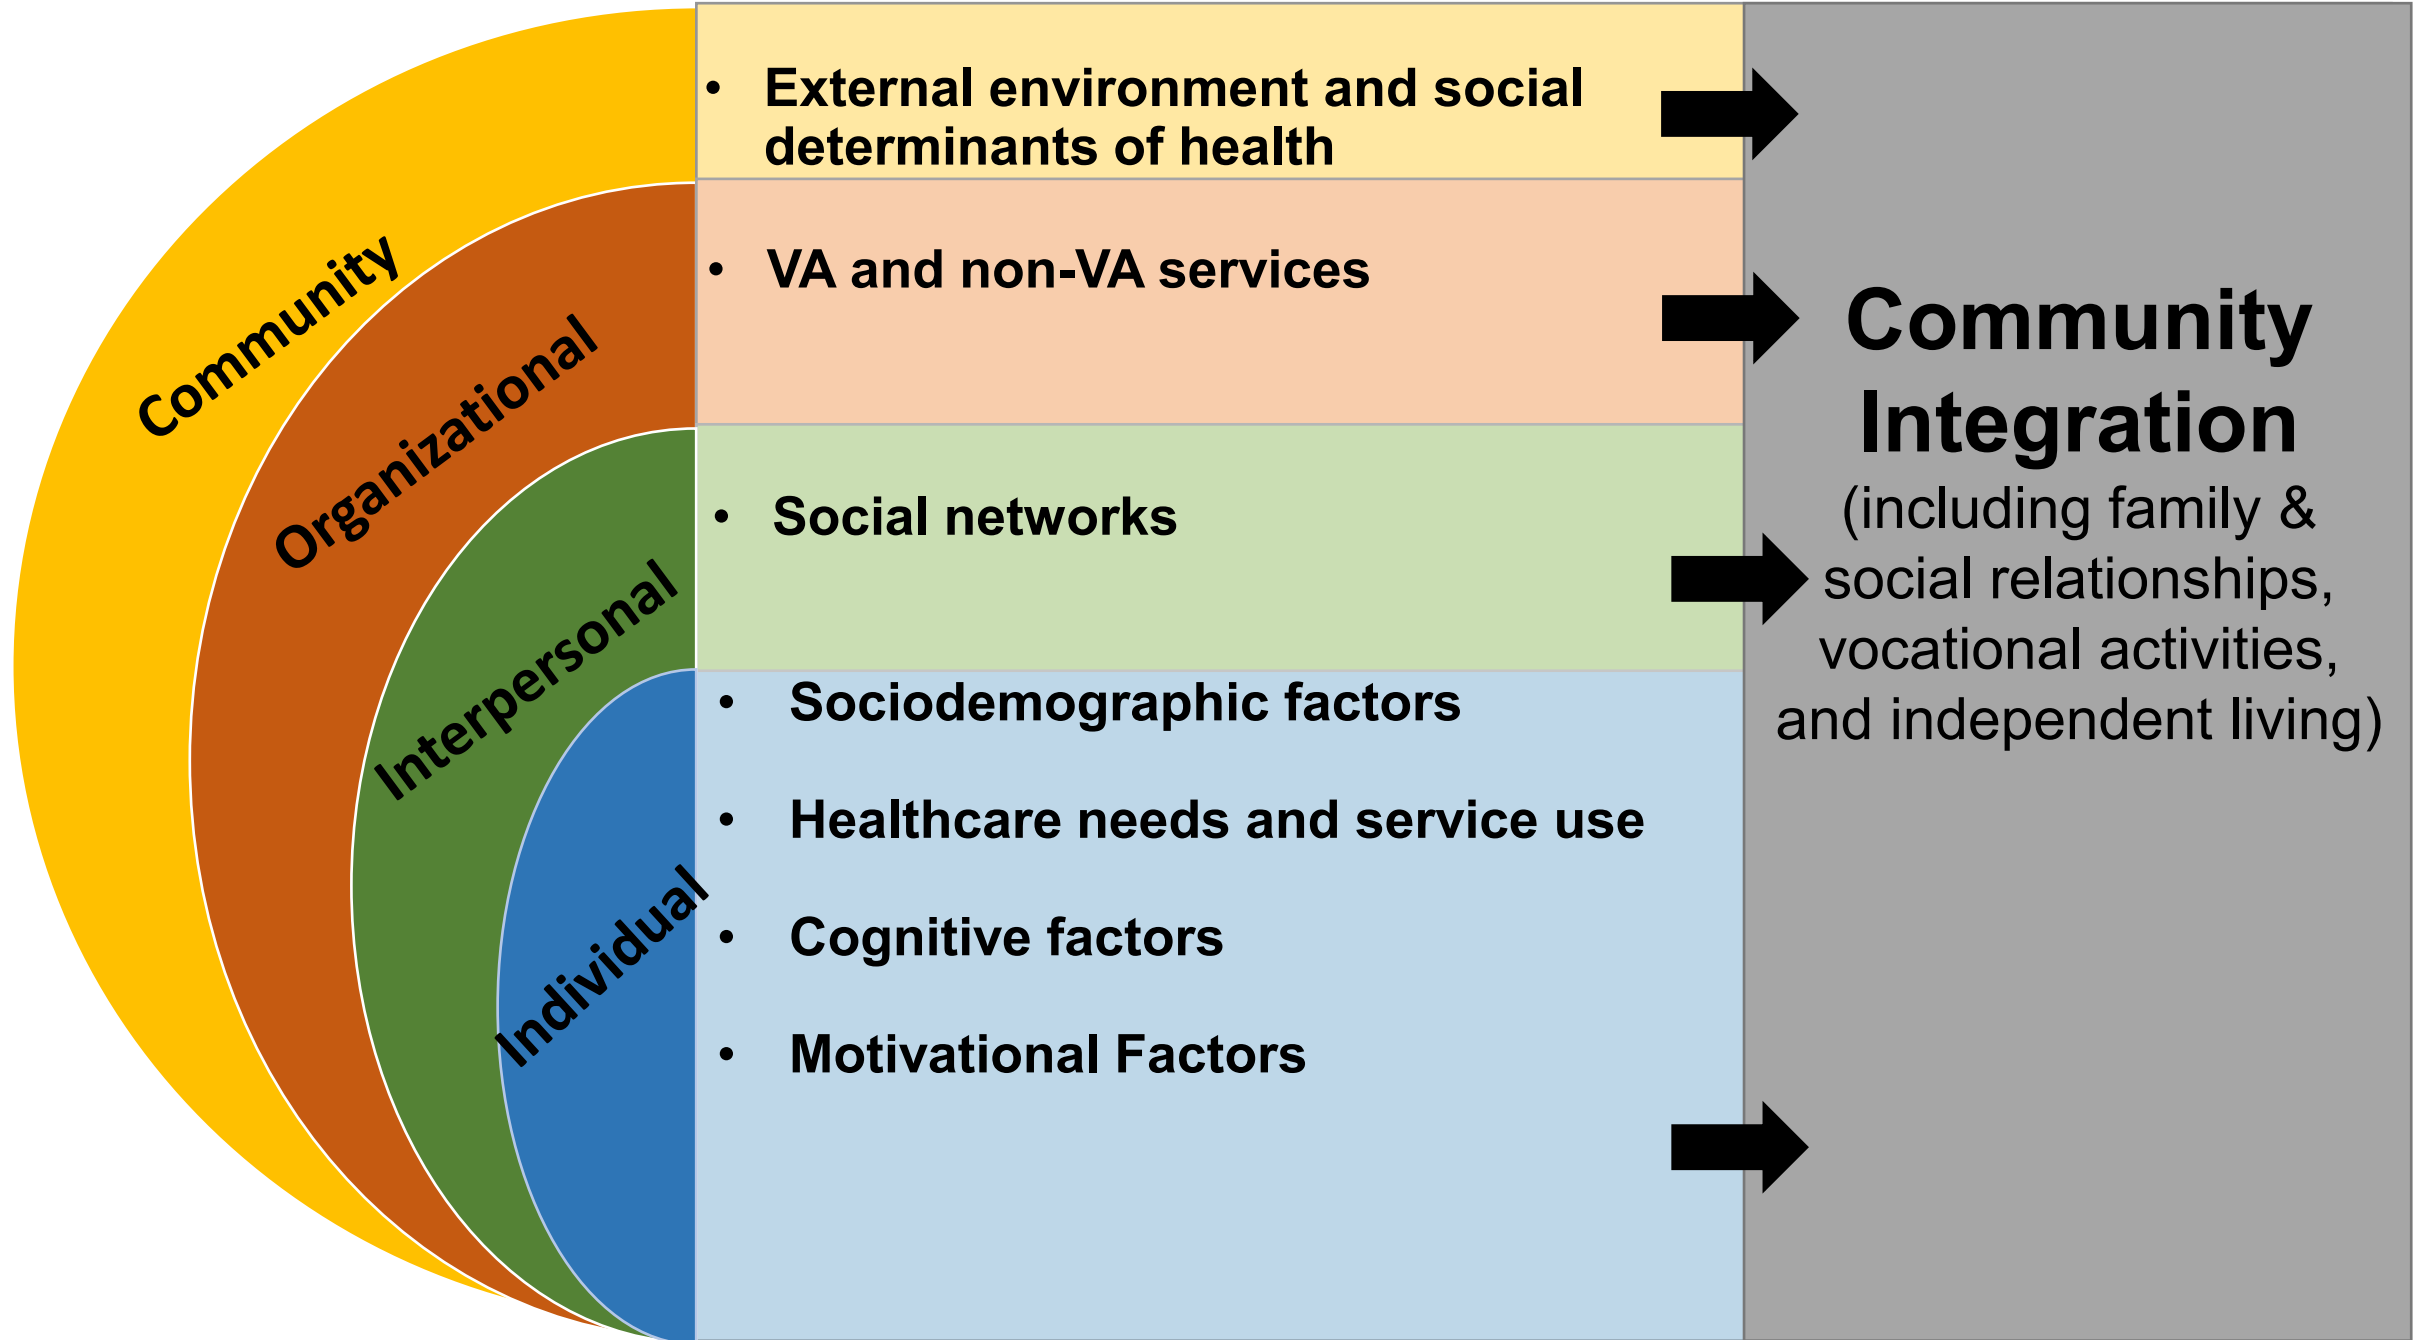 Community
Organizational
Interpersonal
Individual
• External environment and social
determinants of health
• VA and non-VA services
• Social networks
• Sociodemographic factors
• Healthcare needs and service use
• Cognitive factors
• Motivational Factors
Community
Integration
(including family &
social relationships,
vocational activities,
and independent living)